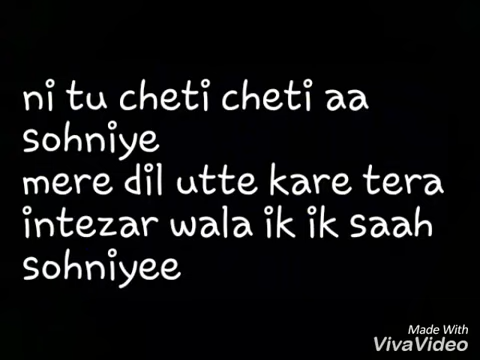 ni tu cheti cheti aa
sohniye
mere dil utte kare tera
intezar wala ik ik saah
sohniyee
Made With
VivaVideo